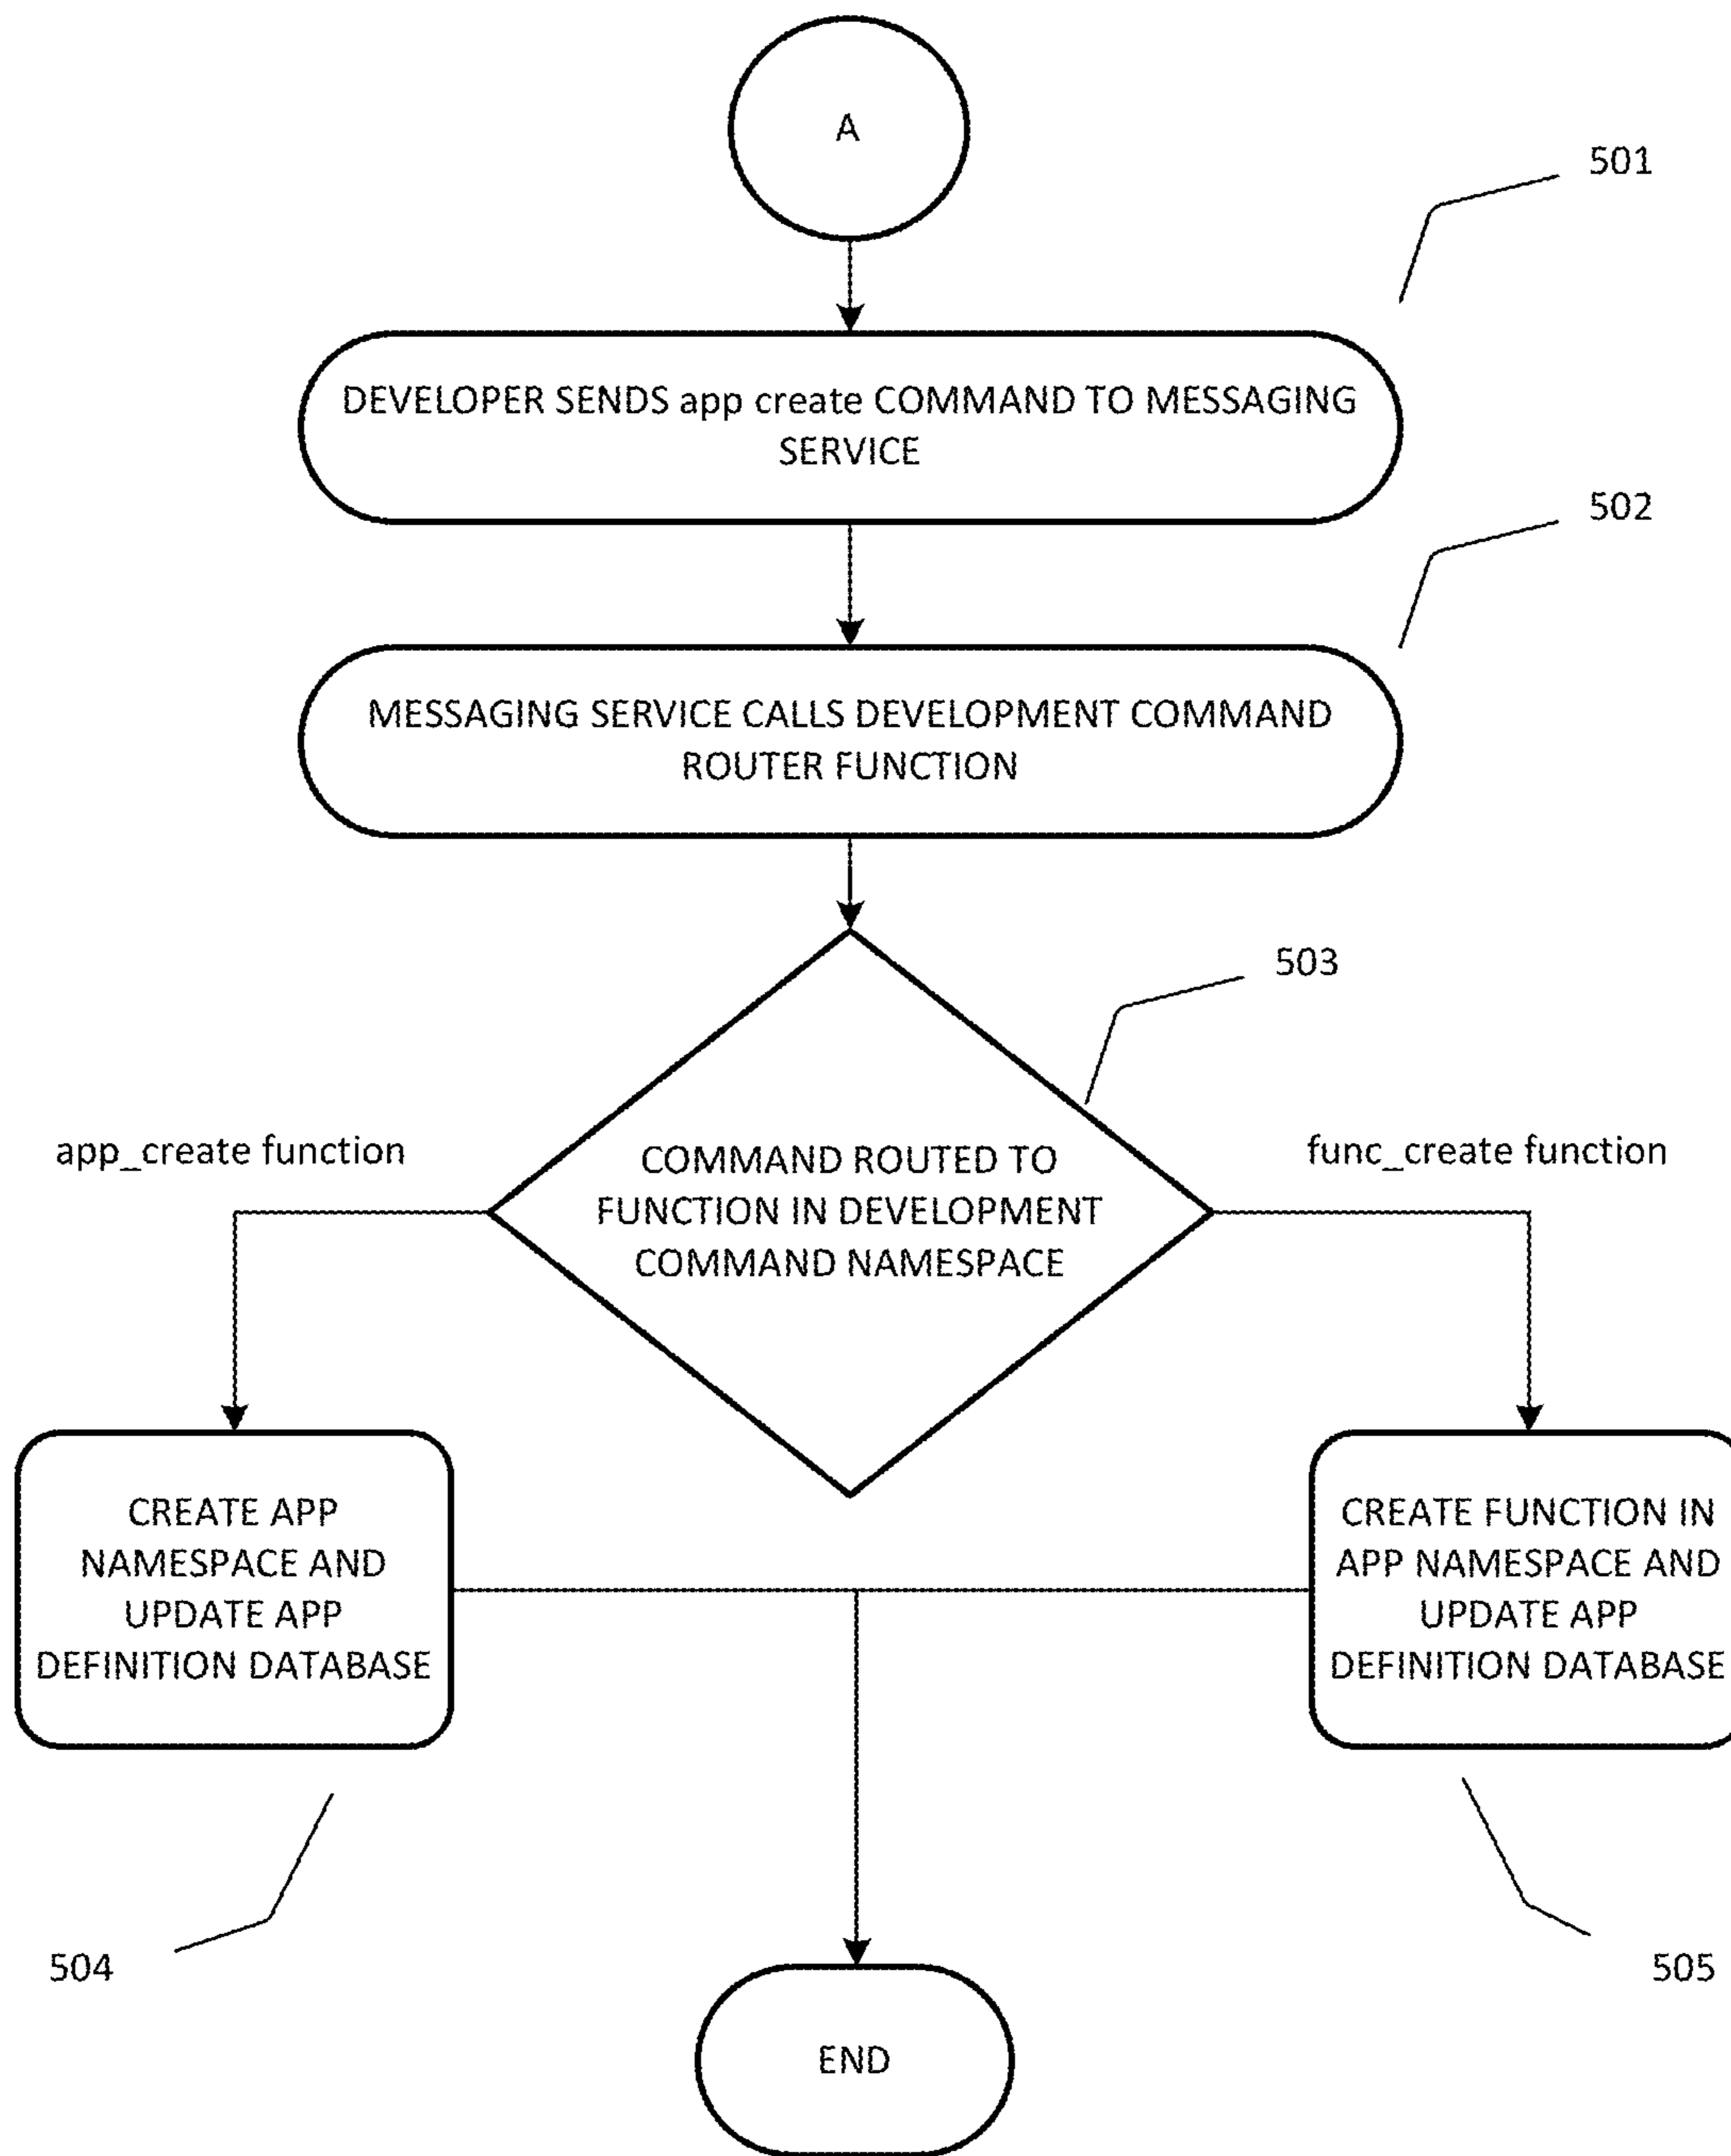 A
501
DEVELOPER SENDS app create COMMAND TO MESSAGING
SERVICE
502
MESSAGING SERVICE CALLS DEVELOPMENT COMMAND
ROUTER FUNCTION
503
app_create function
func_create function
COMMAND ROUTED TO
FUNCTION IN DEVELOPMENT
COMMAND NAMESPACE
CREATE APP
NAMESPACE AND
UPDATE APP
DEFINITION DATABASE
CREATE FUNCTION IN
APP NAMESPACE AND
UPDATE APP
DEFINITION DATABASE
504
505
END